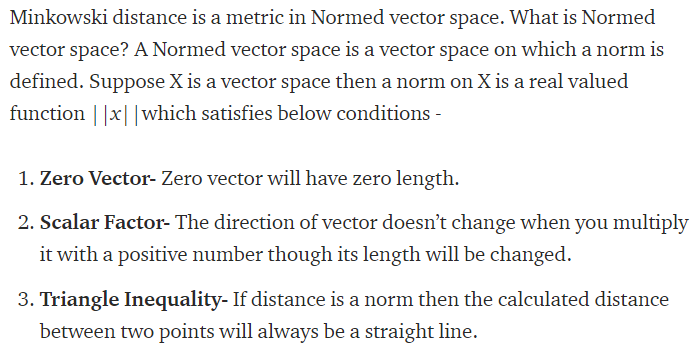 Minkowski distance is a metric in Normed vector space. What is Normed
vector space? A Normed vector space is a vector space on which a norm is
defined. Suppose X is a vector space then a norm on X is a real valued
function ||x||which satisfies below conditions -
1. Zero Vector- Zero vector will have zero length.
2. Scalar Factor- The direction of vector doesn’t change when you multiply
it with a positive number though its length will be changed.
3. Triangle Inequality- If distance is a norm then the calculated distance
between two points will always be a straight line.